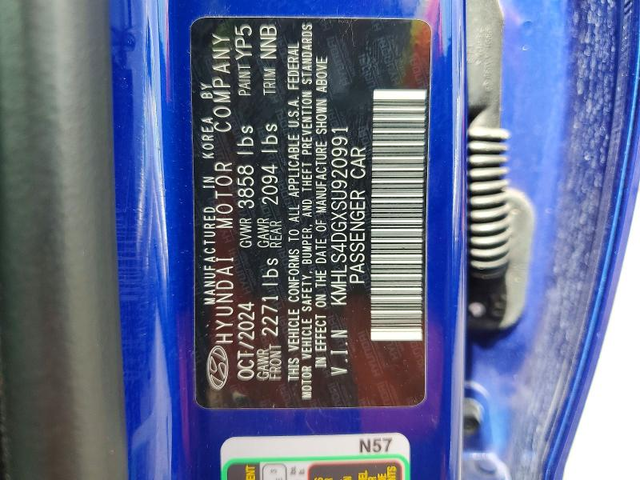 MANUFACTURED IN KOREA BY
HYUNDAI MOTOR COMPANY
OCT/2024 GVWR 3858 lbs PAINT YP5
GAWR FRONT 2271 lbs GAWR REAR 2094 lbs TRIM NNB
THIS VEHICLE CONFORMS TO ALL APPLICABLE U.S.A. FEDERAL
MOTOR VEHICLE SAFETY, BUMPER, AND THEFT PREVENTION STANDARDS
IN EFFECT ON THE DATE OF MANUFACTURE SHOWN ABOVE
V.I.N KMHLS4DGXSU920991
PASSENGER CAR
N57